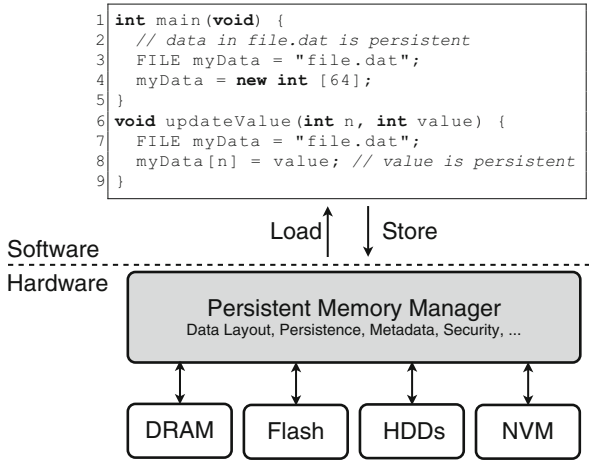 1 int main(void) {
2 // data in file.dat is persistent
3 FILE myData = "file.dat";
4 myData = new int [64];
5 }
6 void updateValue(int n, int value) {
7 FILE myData = "file.dat";
8 myData[n] = value; // value is persistent
9 }
Load Store
Software
Hardware
Persistent Memory Manager
Data Layout, Persistence, Metadata, Security, ...
DRAM Flash HDDs NVM